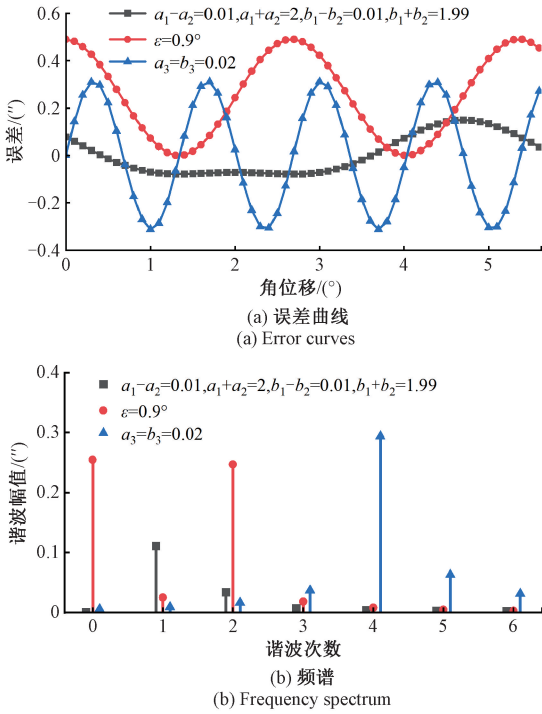 a₁−a₂=0.01,a₁+a₂=2,b₁−b₂=0.01,b₁+b₂=1.99
ε=0.9°
a₃=b₃=0.02
误差/(″)
0.6
0.4
0.2
0
−0.2
−0.4
0 1 2 3 4 5
角位移/(°)
(a) 误差曲线
(a) Error curves
a₁−a₂=0.01,a₁+a₂=2,b₁−b₂=0.01,b₁+b₂=1.99
ε=0.9°
a₃=b₃=0.02
谐波幅值/(″)
0.4
0.3
0.2
0.1
0
0 1 2 3 4 5 6
谐波次数
(b) 频谱
(b) Frequency spectrum